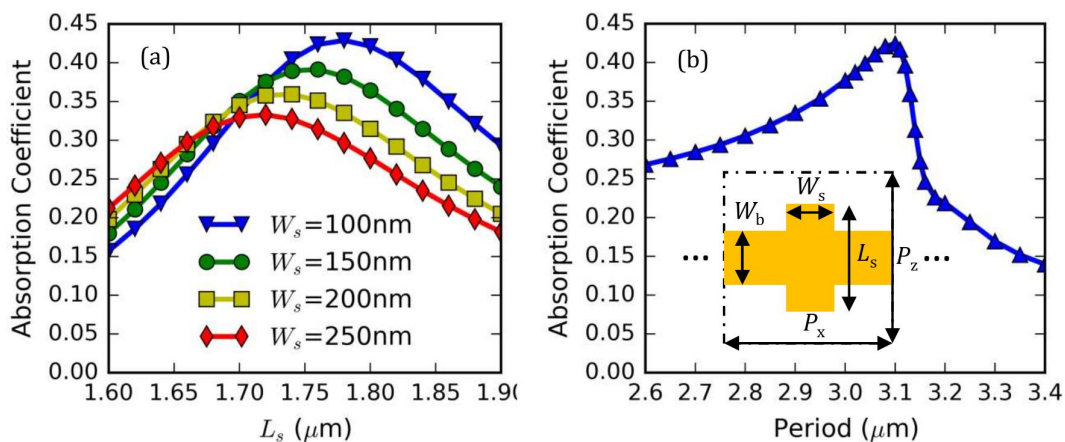 (a)
Absorption Coefficient
0.45
0.40
0.35
0.30
0.25
0.20
0.15
0.10
0.05
0.00
W_s=100nm
W_s=150nm
W_s=200nm
W_s=250nm
1.60 1.65 1.70 1.75 1.80 1.85 1.90
L_s (μm)
(b)
Absorption Coefficient
0.45
0.40
0.35
0.30
0.25
0.20
0.15
0.10
0.05
0.00
W_s
W_b
L_s
P_z
...
...
P_x
2.6 2.7 2.8 2.9 3.0 3.1 3.2 3.3 3.4
Period (μm)